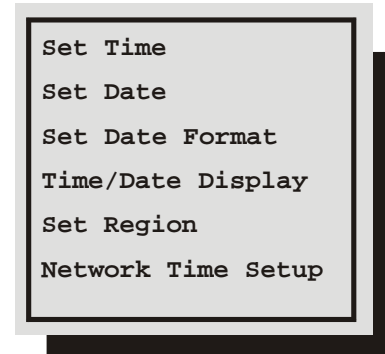 Set Time
Set Date
Set Date Format
Time/Date Display
Set Region
Network Time Setup